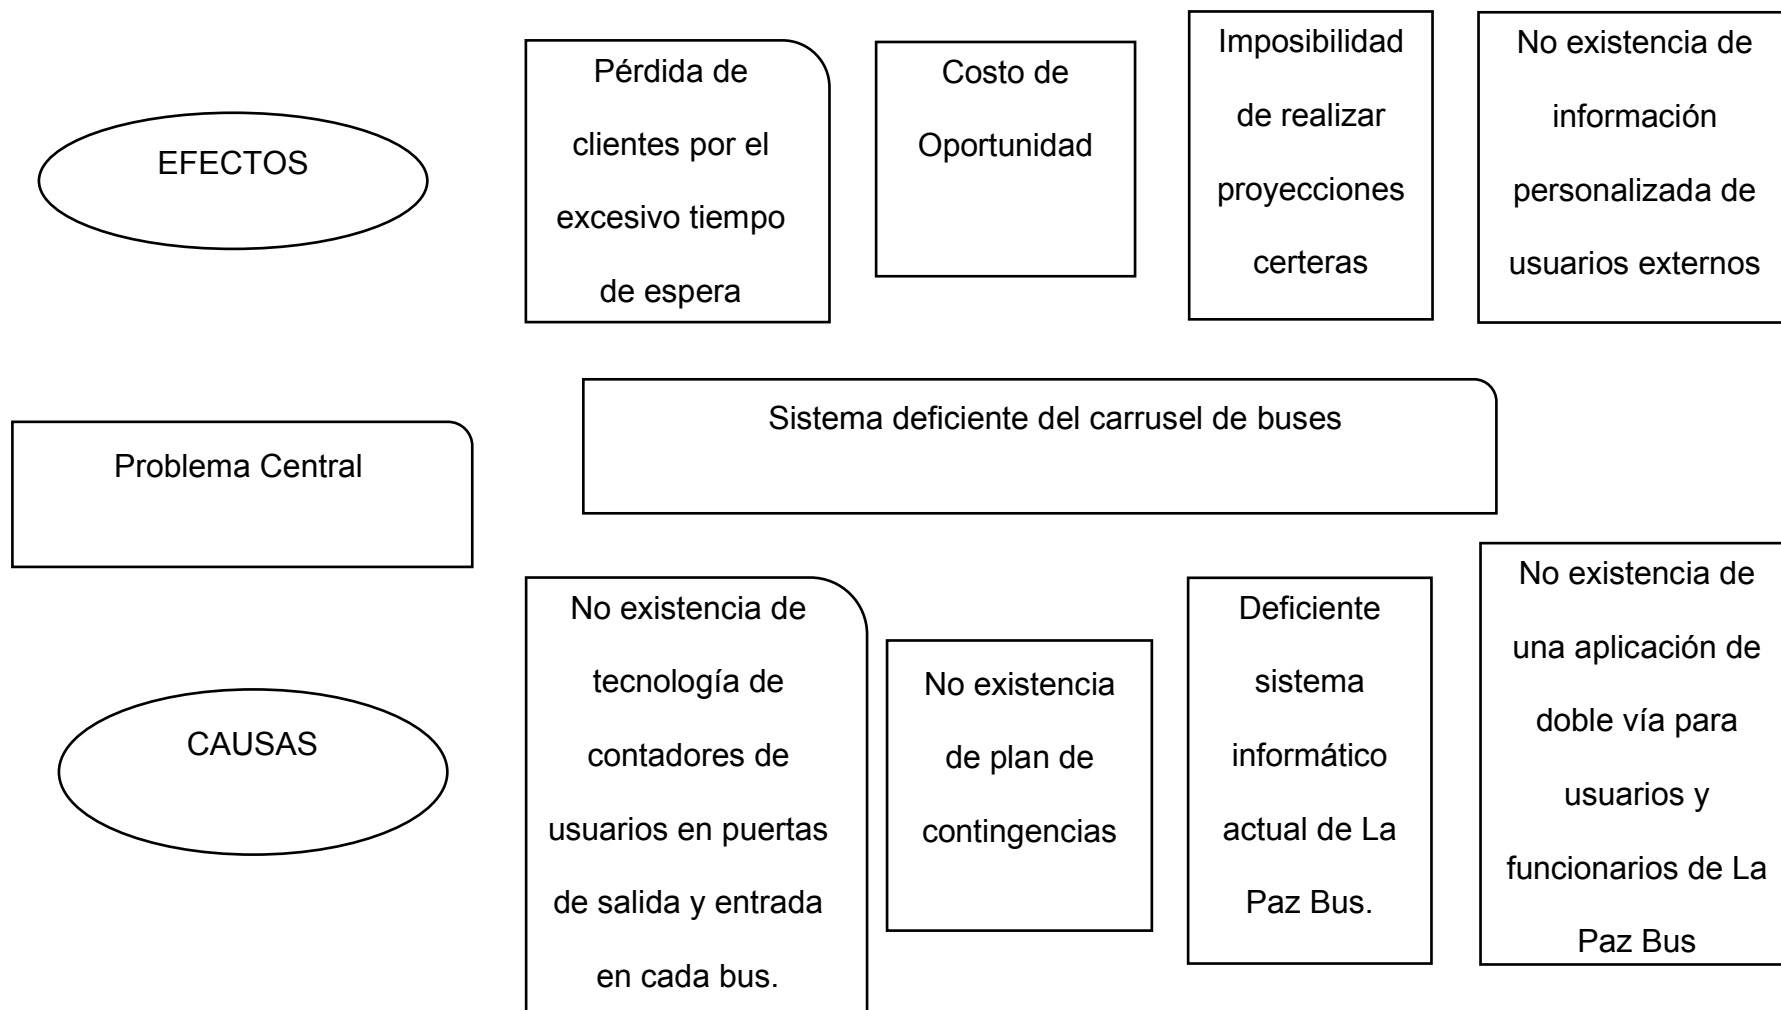 EFECTOS
Pérdida de
clientes por el
excesivo tiempo
de espera
Costo de
Oportunidad
Imposibilidad
de realizar
proyecciones
certeras
No existencia de
información
personalizada de
usuarios externos
Problema Central
Sistema deficiente del carrusel de buses
CAUSAS
No existencia de
tecnología de
contadores de
usuarios en puertas
de salida y entrada
en cada bus.
No existencia
de plan de
contingencias
Deficiente
sistema
informático
actual de La
Paz Bus.
No existencia de
una aplicación de
doble vía para
usuarios y
funcionarios de La
Paz Bus